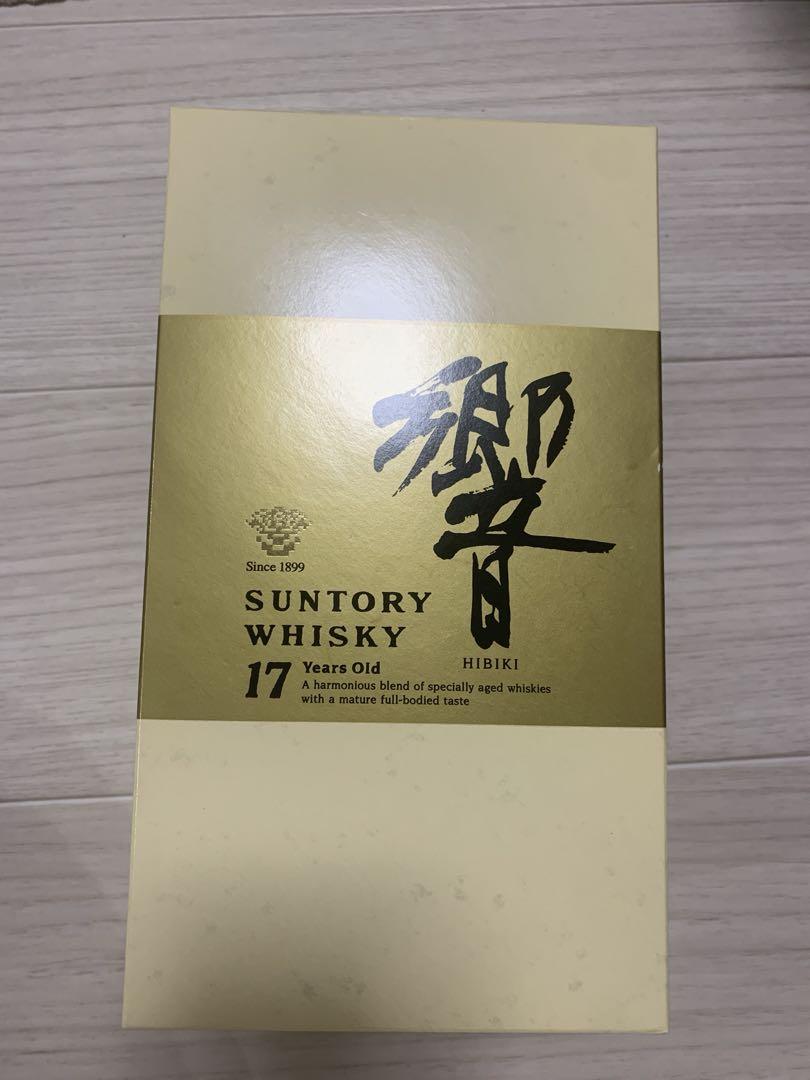 響
HIBIKI
Since 1899
SUNTORY
WHISKY
17 Years Old
A harmonious blend of specially aged whiskies
with a mature full-bodied taste